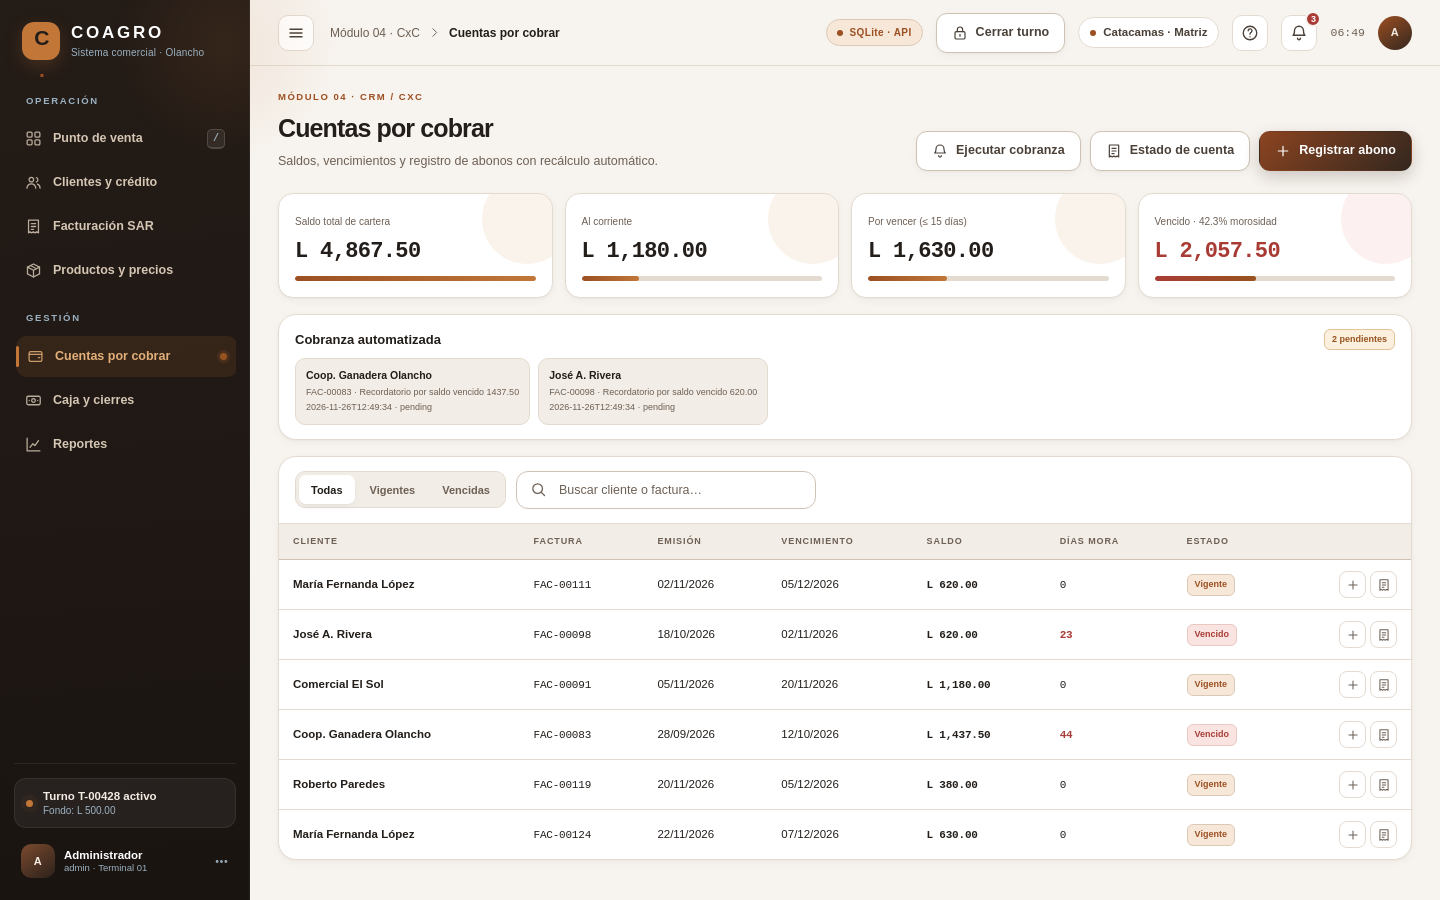 C
COAGRO
Sistema comercial · Olancho
OPERACIÓN
Punto de venta
/
Clientes y crédito
Facturación SAR
Productos y precios
GESTIÓN
Cuentas por cobrar
Caja y cierres
Reportes
Turno T-00428 activo
Fondo: L 500.00
A
Administrador
admin · Terminal 01
Módulo 04 · CxC
Cuentas por cobrar
SQLite · API
Cerrar turno
Catacamas · Matriz
3
06:49
A
MÓDULO 04 · CRM / CXC
Cuentas por cobrar
Saldos, vencimientos y registro de abonos con recálculo automático.
Ejecutar cobranza
Estado de cuenta
Registrar abono
Saldo total de cartera
L 4,867.50
Al corriente
L 1,180.00
Por vencer (≤ 15 días)
L 1,630.00
Vencido · 42.3% morosidad
L 2,057.50
Cobranza automatizada
2 pendientes
Coop. Ganadera Olancho
FAC-00083 · Recordatorio por saldo vencido 1437.50
2026-11-26T12:49:34 · pending
José A. Rivera
FAC-00098 · Recordatorio por saldo vencido 620.00
2026-11-26T12:49:34 · pending
Todas
Vigentes
Vencidas
Buscar cliente o factura…
CLIENTE FACTURA EMISIÓN VENCIMIENTO SALDO DÍAS MORA ESTADO
María Fernanda López FAC-00111 02/11/2026 05/12/2026 L 620.00 0 Vigente
José A. Rivera FAC-00098 18/10/2026 02/11/2026 L 620.00 23 Vencido
Comercial El Sol FAC-00091 05/11/2026 20/11/2026 L 1,180.00 0 Vigente
Coop. Ganadera Olancho FAC-00083 28/09/2026 12/10/2026 L 1,437.50 44 Vencido
Roberto Paredes FAC-00119 20/11/2026 05/12/2026 L 380.00 0 Vigente
María Fernanda López FAC-00124 22/11/2026 07/12/2026 L 630.00 0 Vigente